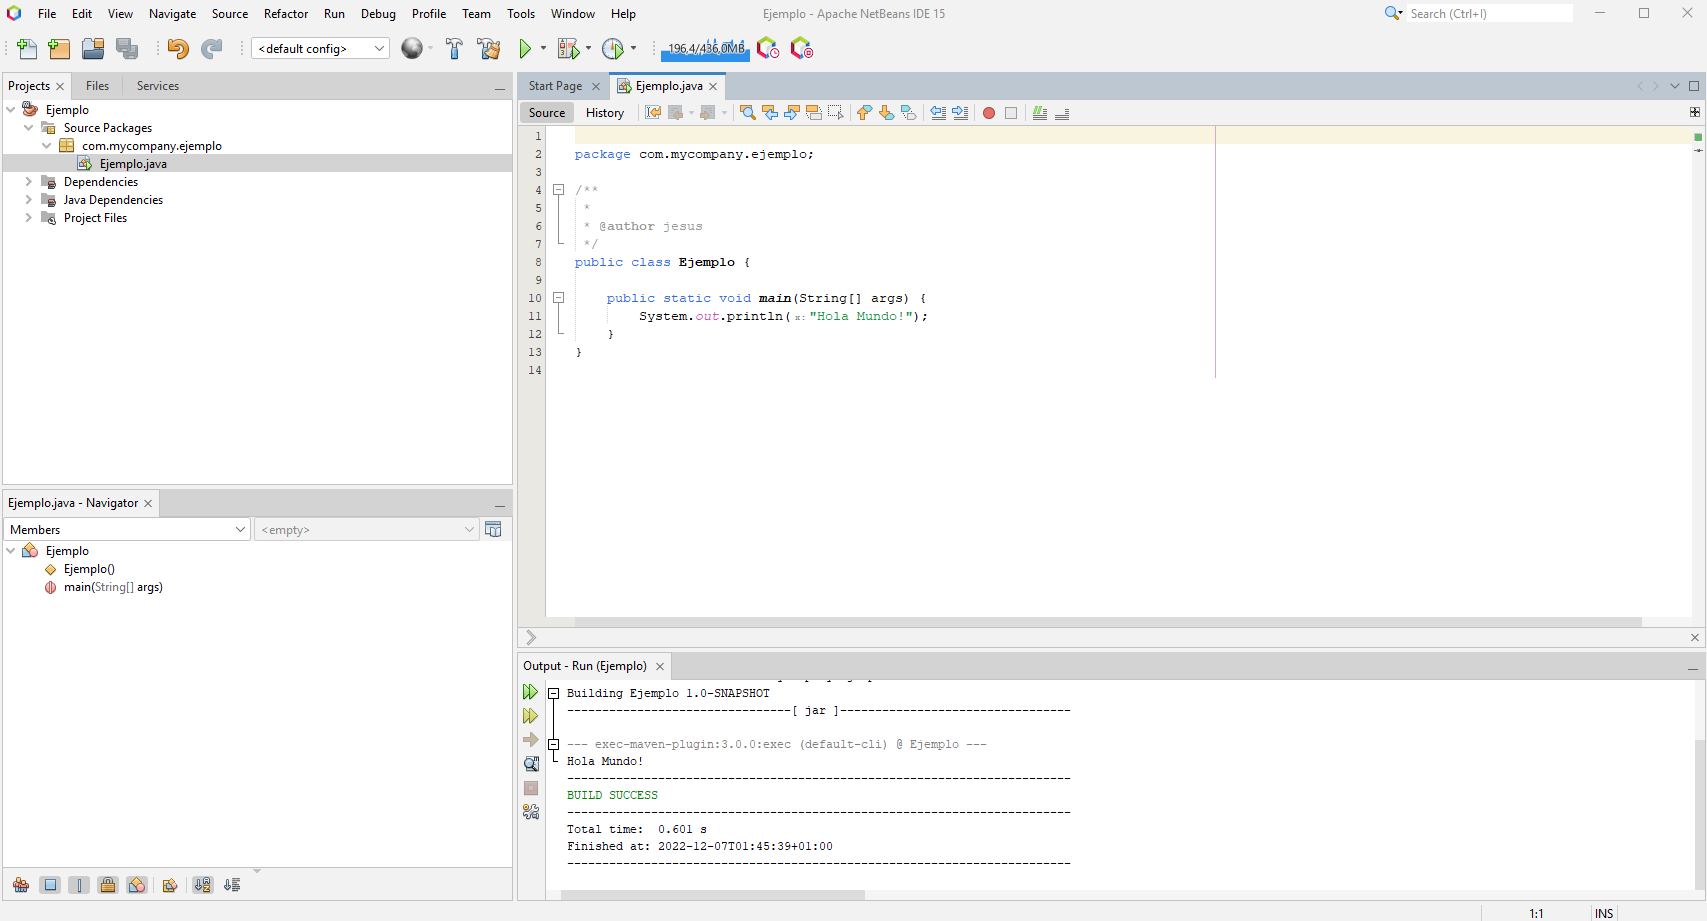 File Edit View Navigate Source Refactor Run Debug Profile Team Tools Window Help
Ejemplo - Apache NetBeans IDE 15
Search (Ctrl+I)
<default config>
196,4/436,0MB
Projects Files Services
Ejemplo
Source Packages
com.mycompany.ejemplo
Ejemplo.java
Dependencies
Java Dependencies
Project Files
Ejemplo.java - Navigator
Members <empty>
Ejemplo
Ejemplo()
main(String[] args)
Start Page Ejemplo.java
Source History
1
2 package com.mycompany.ejemplo;
3
4 /**
5 *
6 * @author jesus
7 */
8 public class Ejemplo {
9
10 public static void main(String[] args) {
11 System.out.println( x: "Hola Mundo!");
12 }
13 }
14
Output - Run (Ejemplo)
Building Ejemplo 1.0-SNAPSHOT
--------------------------------[ jar ]---------------------------------
--- exec-maven-plugin:3.0.0:exec (default-cli) @ Ejemplo ---
Hola Mundo!
------------------------------------------------------------------------
BUILD SUCCESS
------------------------------------------------------------------------
Total time:  0.601 s
Finished at: 2022-12-07T01:45:39+01:00
------------------------------------------------------------------------
1:1 INS